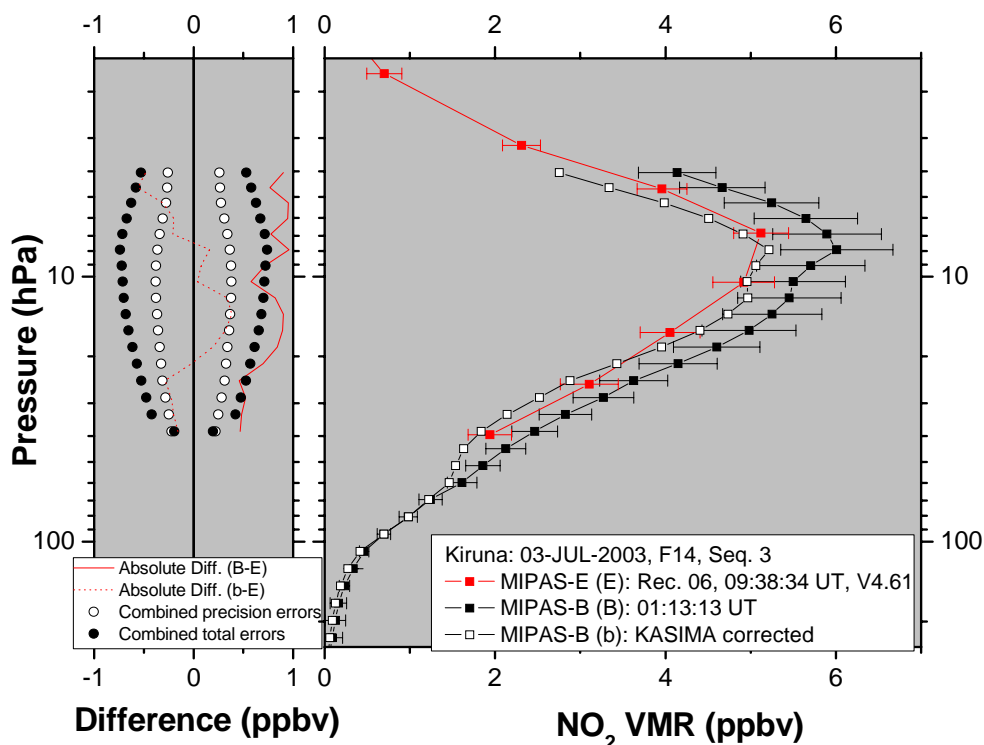 -1 0 1 0 2 4 6
Pressure (hPa)
10 10
100 100
Absolute Diff. (B-E)
Absolute Diff. (b-E)
Combined precision errors
Combined total errors
Kiruna: 03-JUL-2003, F14, Seq. 3
MIPAS-E (E): Rec. 06, 09:38:34 UT, V4.61
MIPAS-B (B): 01:13:13 UT
MIPAS-B (b): KASIMA corrected
-1 0 1 0 2 4 6
Difference (ppbv) NO₂ VMR (ppbv)